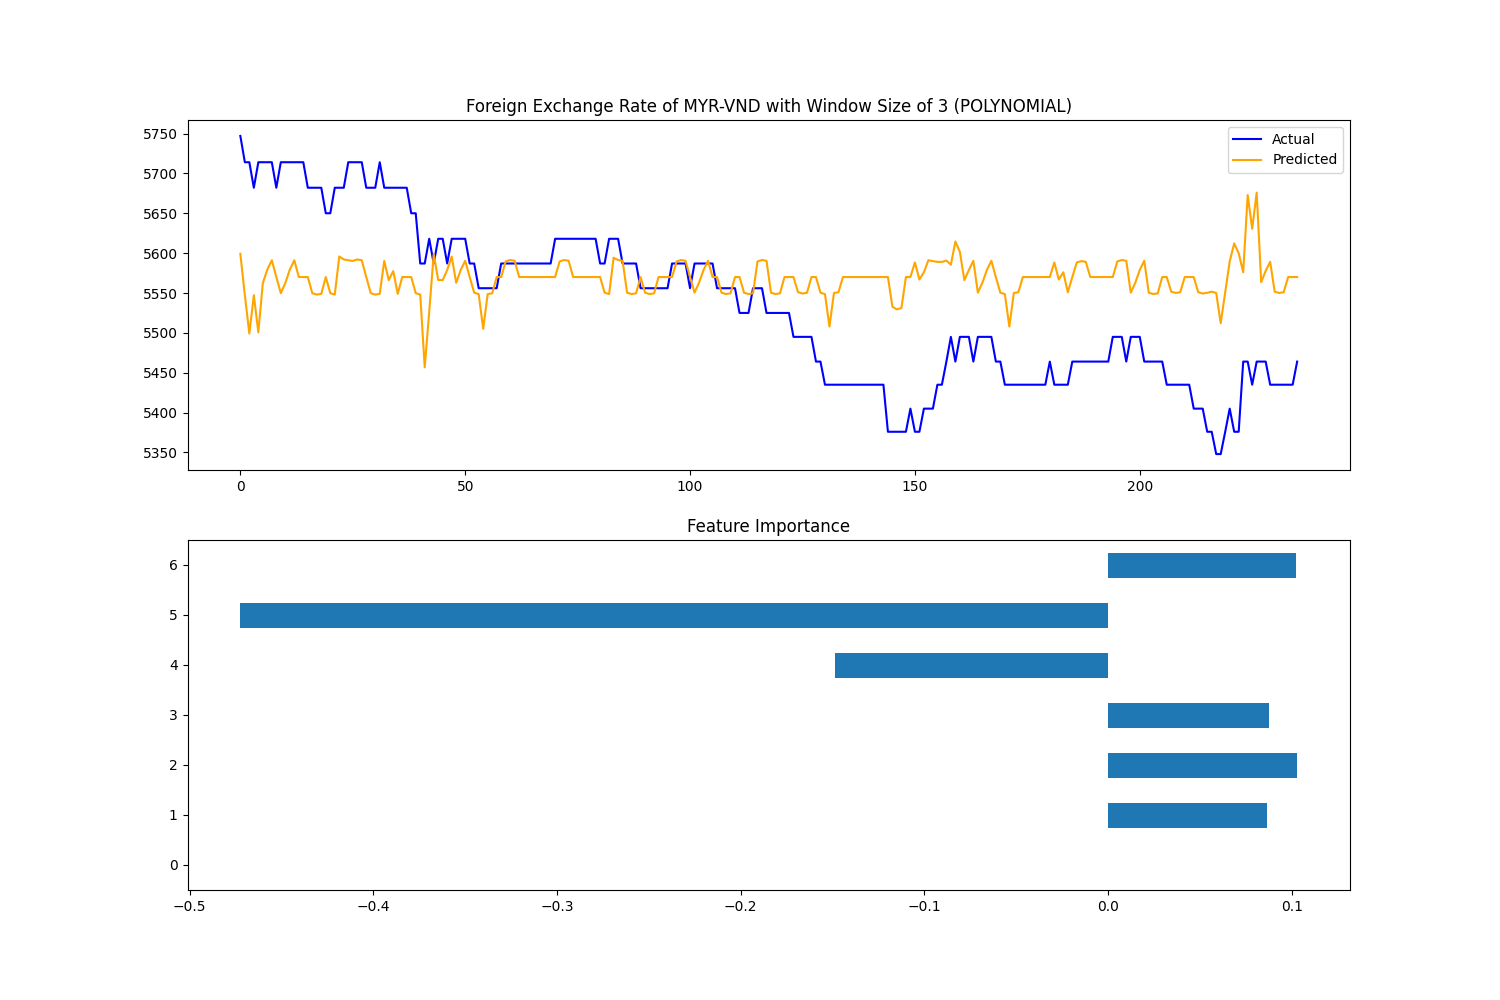 Foreign Exchange Rate of MYR-VND with Window Size of 3 (POLYNOMIAL)
Actual
Predicted
5750
5700
5650
5600
5550
5500
5450
5400
5350
0 50 100 150 200
Feature Importance
6
5
4
3
2
1
0
−0.5 −0.4 −0.3 −0.2 −0.1 0.0 0.1